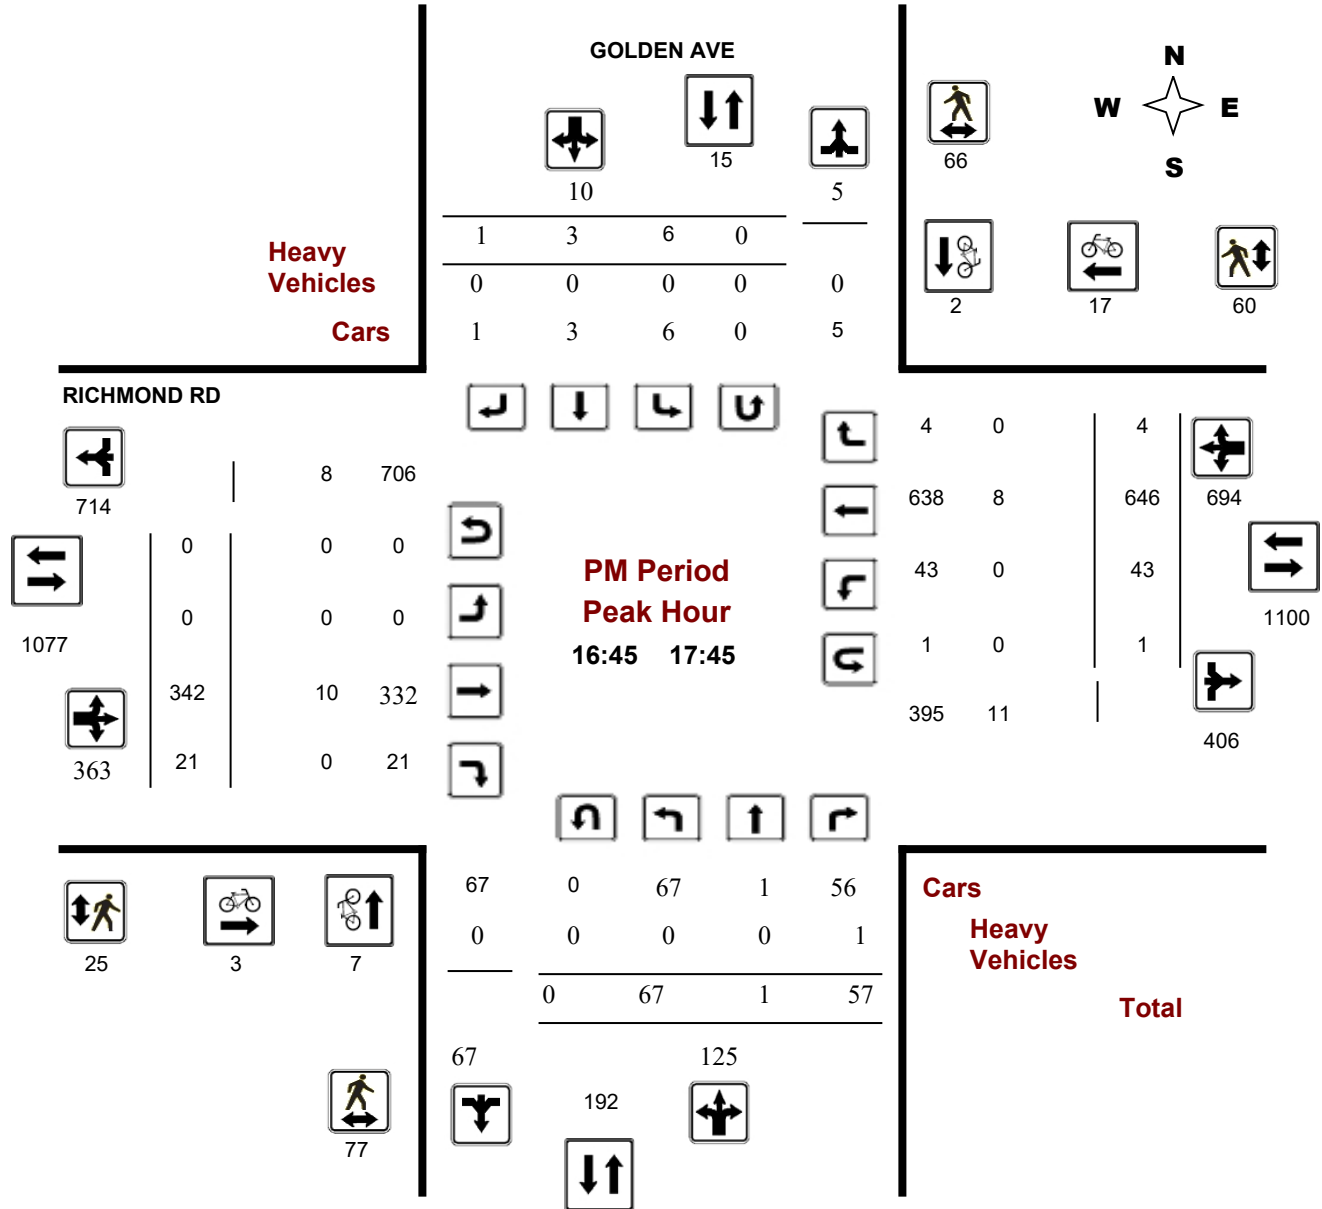 GOLDEN AVE
N
W E
S
15
66
10 5
1 3 6 0
Heavy
Vehicles
0 0 0 0 0
2 17 60
Cars
1 3 6 0 5
RICHMOND RD
4 0 4
8 706
714
638 8 646 694
0 0 0
PM Period
43 0 43
Peak Hour
0 0 0
1100
1077
16:45 17:45
1 0 1
342 10 332
395 11
406
363 21 0 21
67 0 67 1 56
Cars
0 0 0 0 1
Heavy
Vehicles
25 3 7
0 67 1 57
Total
67 125
192
77